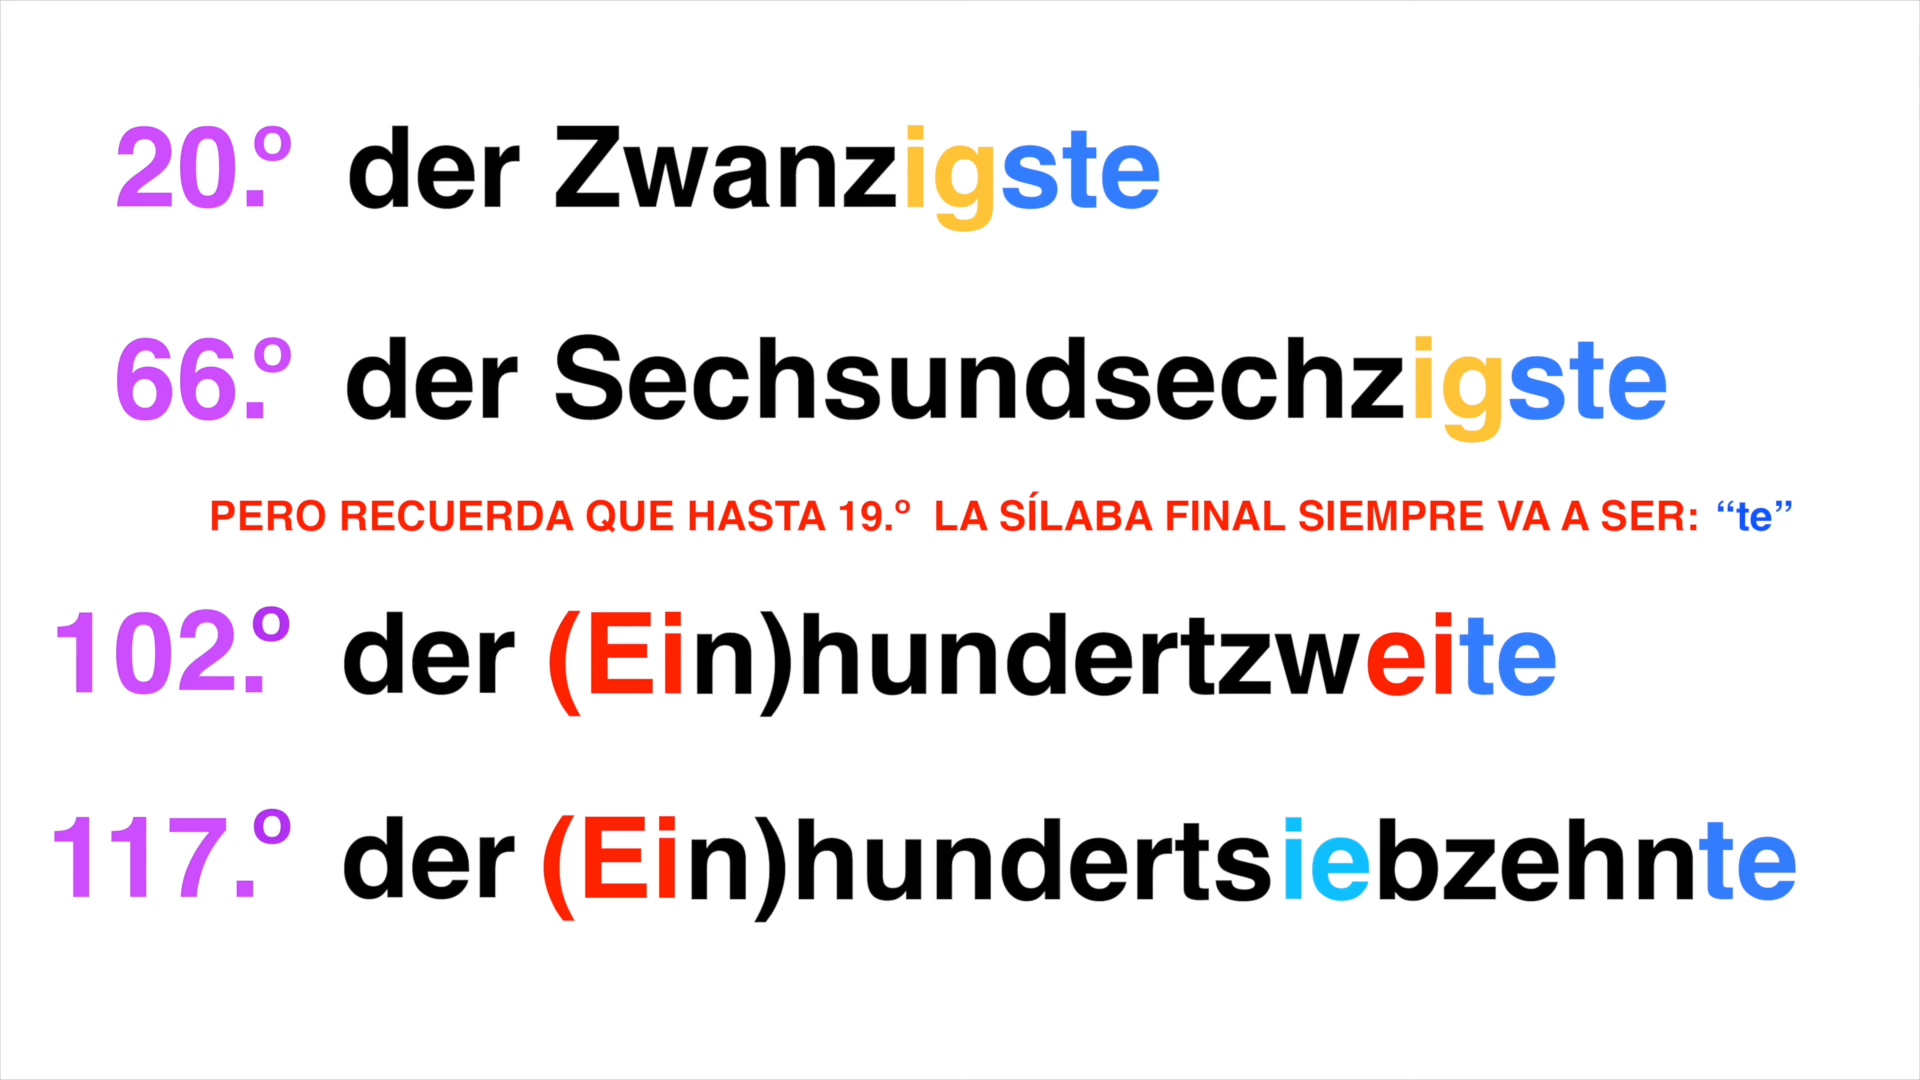 20.º der Zwanzigste
66.º der Sechsundsechzigste
PERO RECUERDA QUE HASTA 19.º LA SÍLABA FINAL SIEMPRE VA A SER: “te”
102.º der (Ein)hundertzweite
117.º der (Ein)hundertsiebzehnte